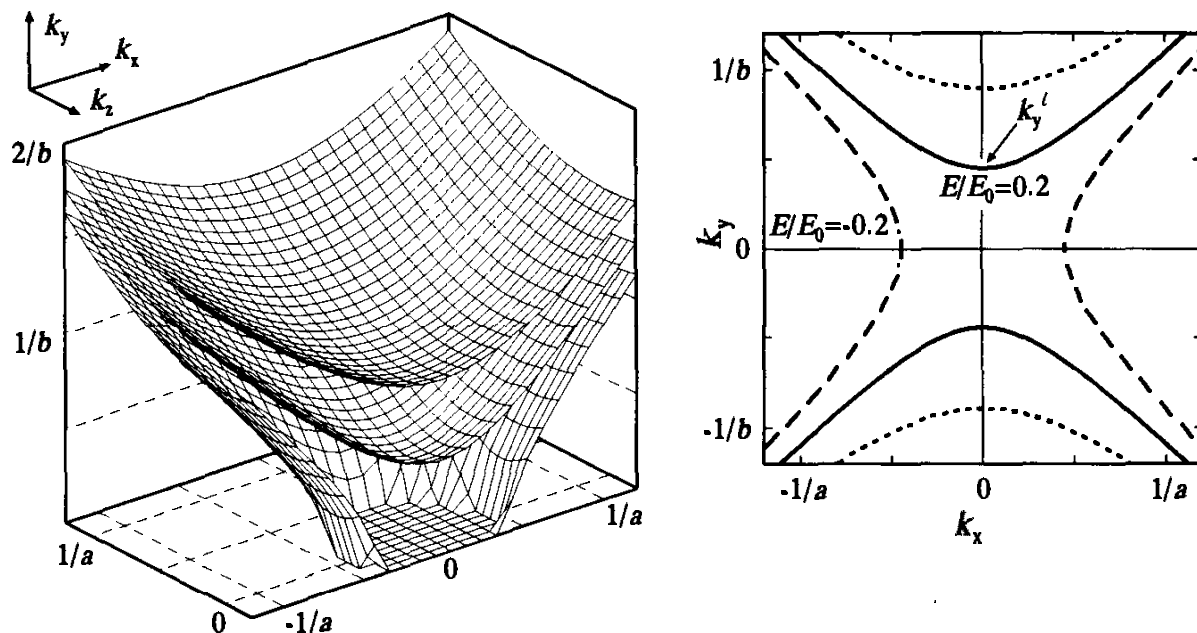 k_y
k_x
k_z
2/b
1/b
1/a
0
-1/a
0
1/a
k_y
1/b
0
-1/b
k_y^l
E/E_0=0.2
E/E_0=-0.2
-1/a
0
1/a
k_x